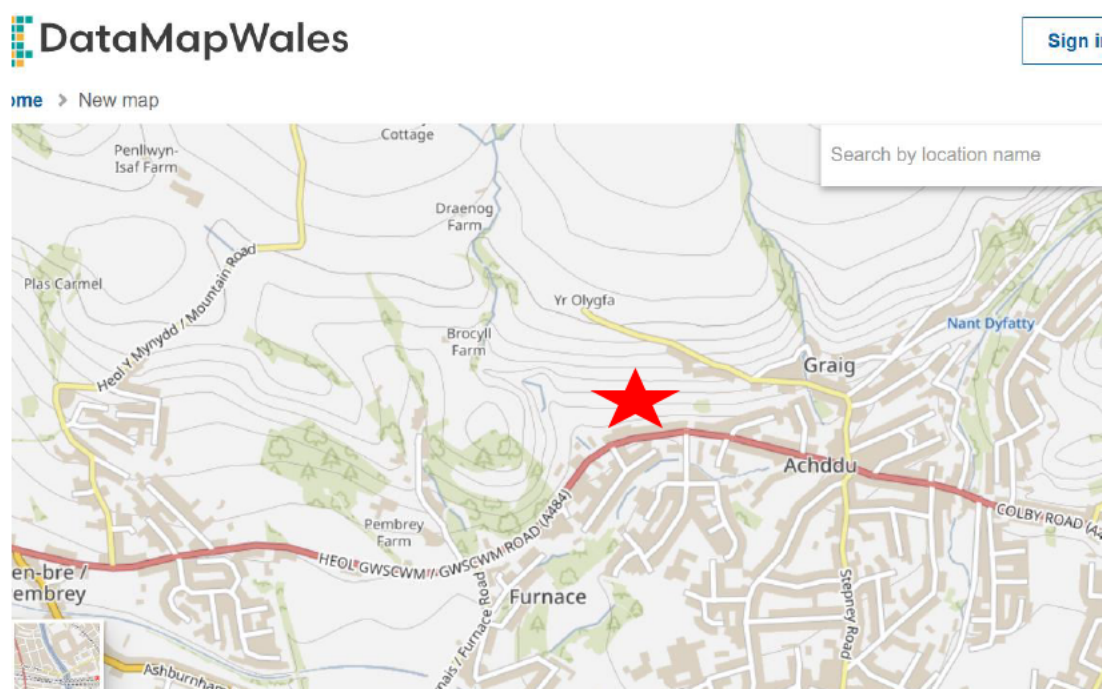 DataMapWales
Sign i
ome > New map
Search by location name
Cottage
Penllwyn-
Isaf Farm
Draenog
Farm
Plas Carmel
Heol Y Mynydd / Mountain Road
Yr Olygfa
Nant Dyfatty
Brocyll
Farm
Graig
Achddu
COLBY ROAD (A4
Pembrey
Farm
HEOL GWSCWM / GWSCWM ROAD (A484)
en-bre /
embrey
Furnace
Stepney Road
nais / Furnace Road
Ashburnham